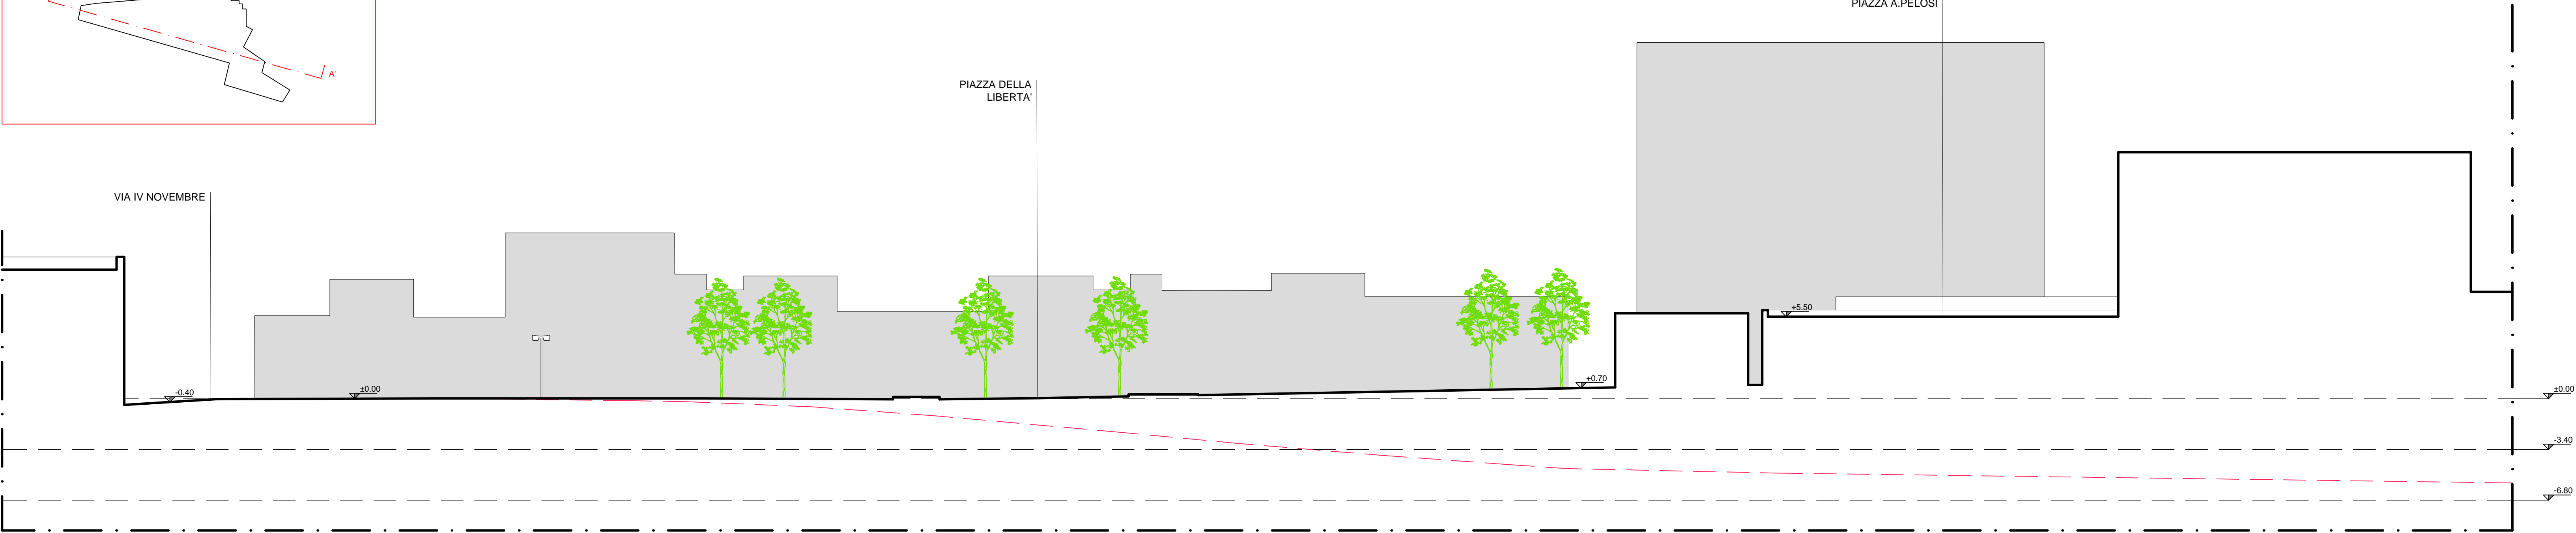 PIAZZA A.PELOSI
A'
PIAZZA DELLA
LIBERTA'
VIA IV NOVEMBRE
+5.50
+0.70
-0.40
±0.00
±0.00
-3.40
-6.80